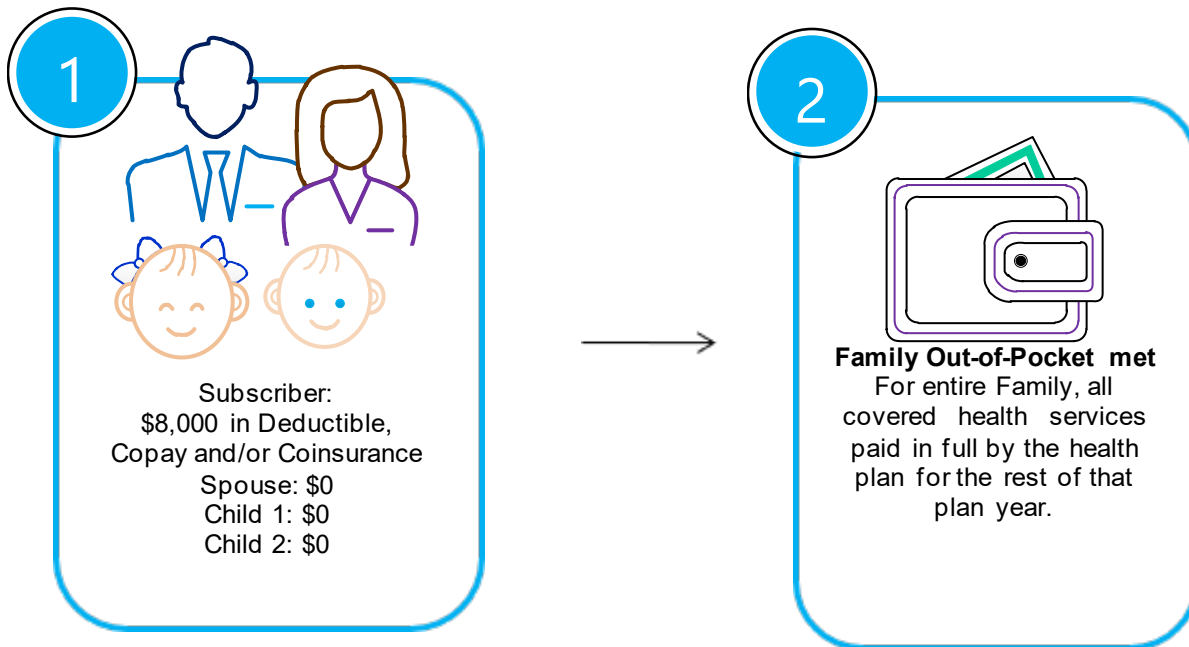 1
Subscriber:
$8,000 in Deductible,
Copay and/or Coinsurance
Spouse: $0
Child 1: $0
Child 2: $0
2
Family Out-of-Pocket met
For entire Family, all
covered health services
paid in full by the health
plan for the rest of that
plan year.